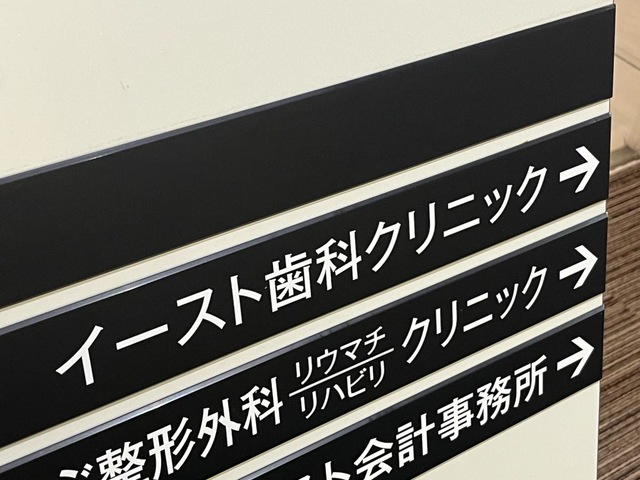 イースト歯科クリニック →
整形外科 リウマチ リハビリ クリニック →
ト会計事務所 →